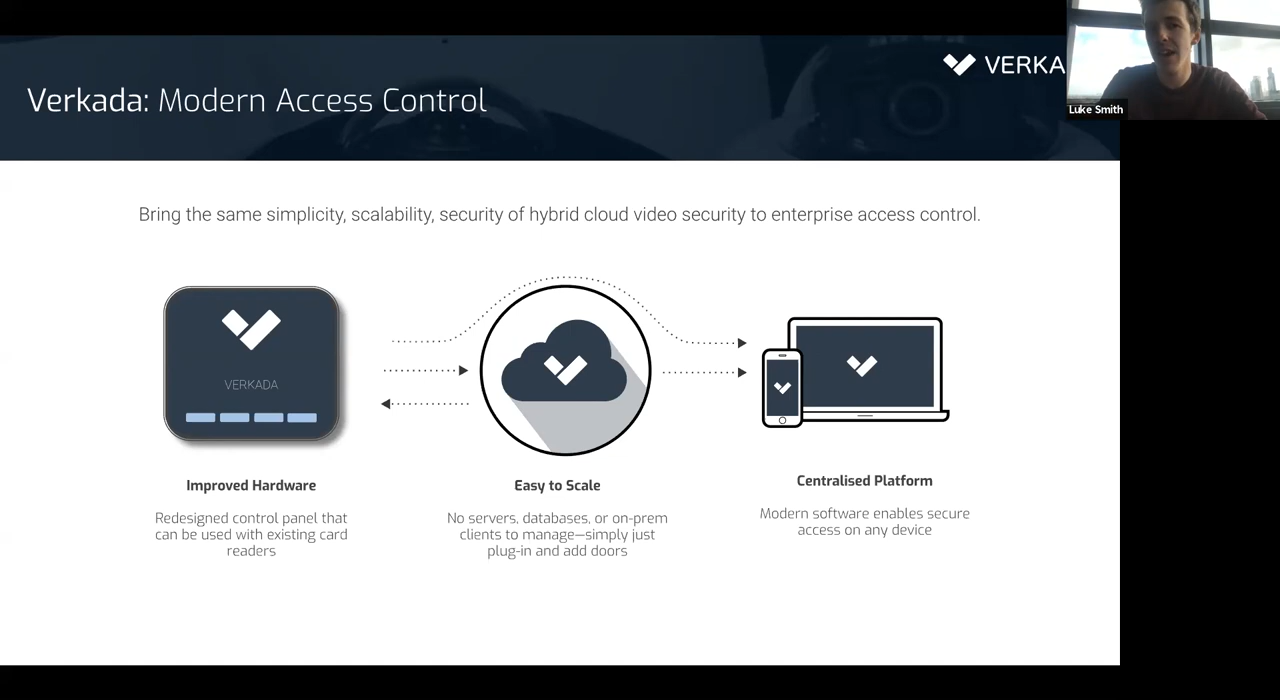 VERKA
Verkada: Modern Access Control
Luke Smith
Bring the same simplicity, scalability, security of hybrid cloud video security to enterprise access control.
VERKADA
Improved Hardware
Redesigned control panel that
can be used with existing card
readers
Easy to Scale
No servers, databases, or on-prem
clients to manage—simply just
plug-in and add doors
Centralised Platform
Modern software enables secure
access on any device